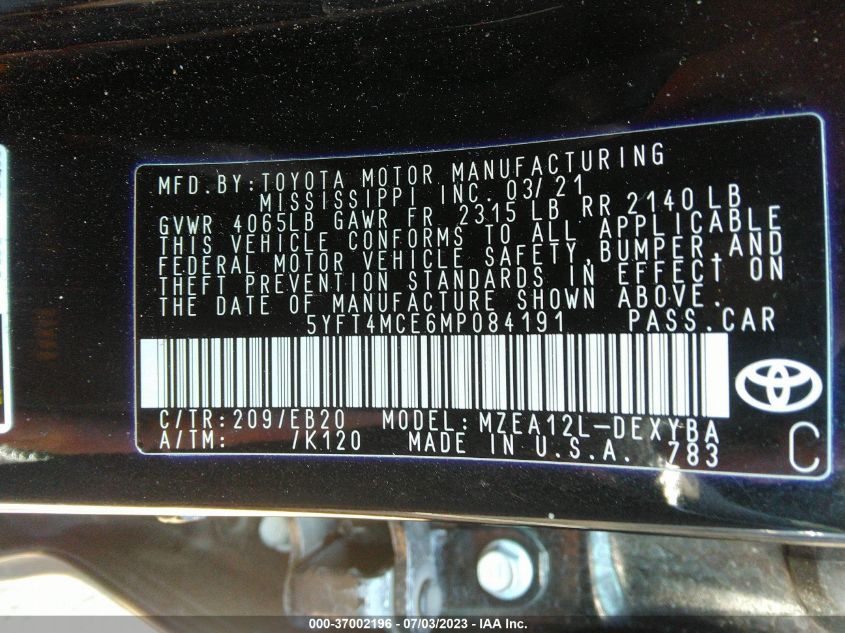 MFD.BY:TOYOTA MOTOR MANUFACTURING
MISSISSIPPI INC. 03/21
GVWR 4065LB GAWR FR 2315 LB RR 2140LB
THIS VEHICLE CONFORMS TO ALL APPLICABLE
FEDERAL MOTOR VEHICLE SAFETY,BUMPER,AND
THEFT PREVENTION STANDARDS IN EFFECT ON
THE DATE OF MANUFACTURE SHOWN ABOVE.
5YFT4MCE6MP084191 PASS.CAR
C/TR:209/EB20 MODEL:MZEA12L-DEXYBA
A/TM: /K120 MADE IN U.S.A. 783
C
000-37002196 - 07/03/2023 - IAA Inc.